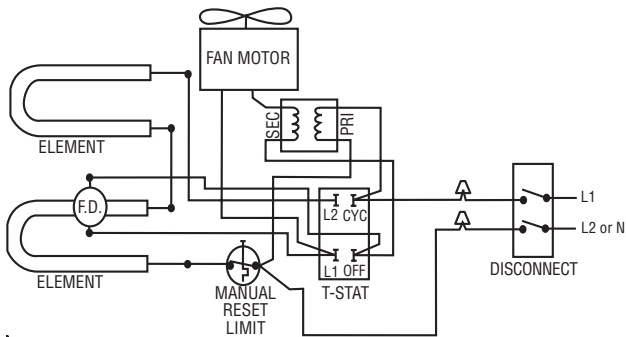 FAN MOTOR
SEC
PRI
ELEMENT
F.D.
L2 CYC
L1
L2 or N
L1 OFF
DISCONNECT
ELEMENT
MANUAL
RESET
LIMIT
T-STAT